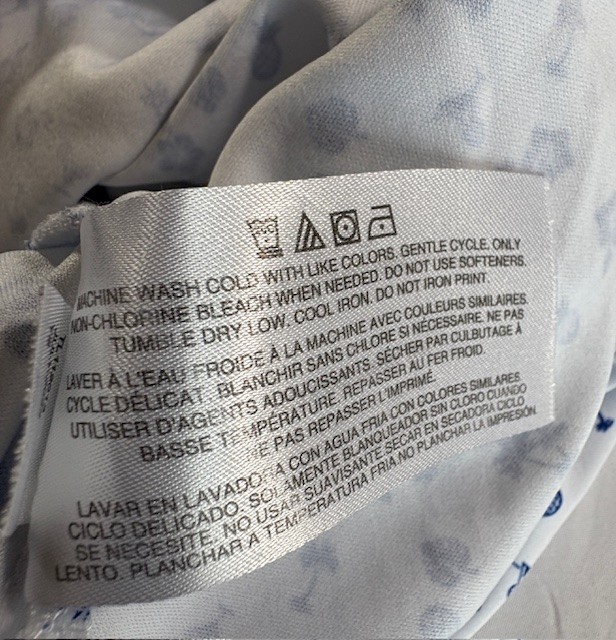 MACHINE WASH COLD WITH LIKE COLORS. GENTLE CYCLE. ONLY
NON-CHLORINE BLEACH WHEN NEEDED. DO NOT USE SOFTENERS.
TUMBLE DRY LOW. COOL IRON. DO NOT IRON PRINT.
LAVER À L'EAU FROIDE À LA MACHINE AVEC COULEURS SIMILAIRES.
CYCLE DÉLICAT. BLANCHIR SANS CHLORE SI NÉCESSAIRE. NE PAS
UTILISER D'AGENTS ADOUCISSANTS. SÉCHER PAR CULBUTAGE À
BASSE TEMPÉRATURE. REPASSER AU FER FROID.
NE PAS REPASSER L'IMPRIMÉ.
LAVAR EN LAVADORA CON AGUA FRIA CON COLORES SIMILARES.
CICLO DELICADO. SOLAMENTE BLANQUEADOR SIN CLORO CUANDO
SE NECESITE. NO USAR SUAVISANTE SECAR EN SECADORA CICLO
LENTO. PLANCHAR A TEMPERATURA FRIA.NO PLANCHAR LA IMPRESIÓN